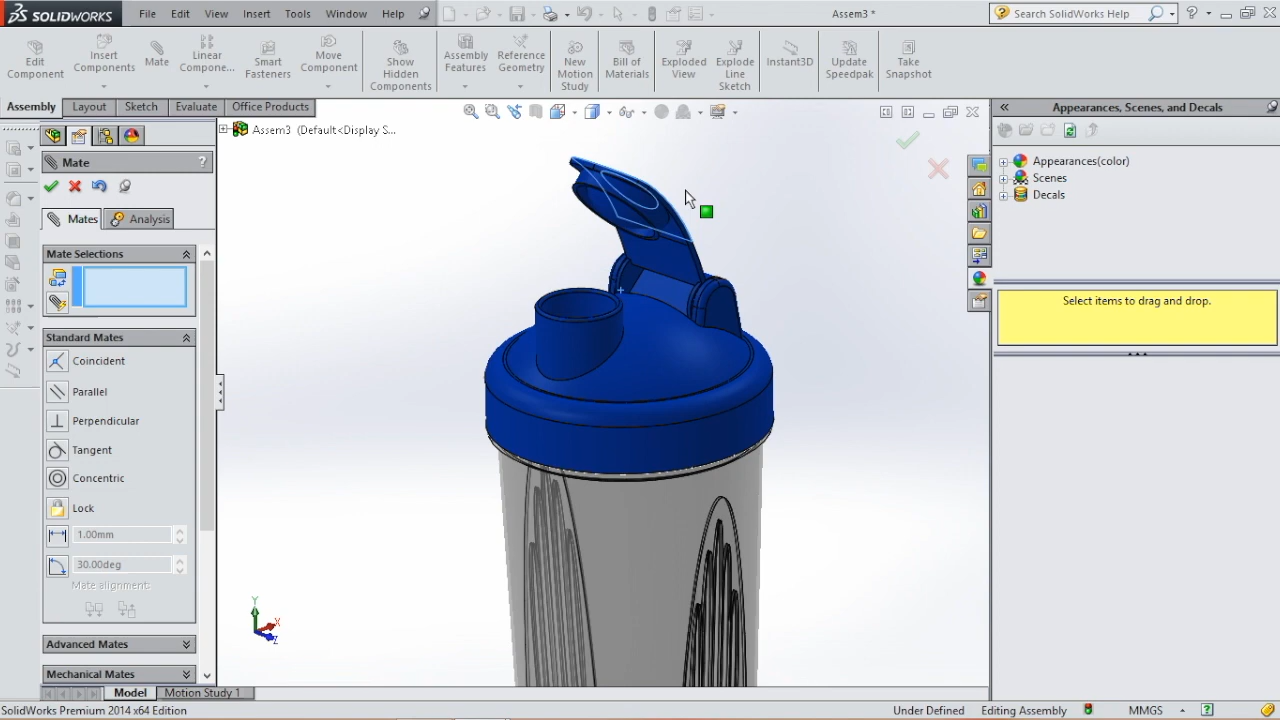 SOLIDWORKS
File Edit View Insert Tools Window Help
Assem3 *
Search SolidWorks Help
Edit Component
Insert Components
Mate
Linear Compone...
Smart Fasteners
Move Component
Show Hidden Components
Assembly Features
Reference Geometry
New Motion Study
Bill of Materials
Exploded View
Explode Line Sketch
Instant3D
Update Speedpak
Take Snapshot
Assembly Layout Sketch Evaluate Office Products
Appearances, Scenes, and Decals
Assem3 (Default<Display S...
Mate ?
Mates Analysis
Mate Selections
Standard Mates
Coincident
Parallel
Perpendicular
Tangent
Concentric
Lock
1.00mm
30.00deg
Mate alignment:
Advanced Mates
Mechanical Mates
Appearances(color)
Scenes
Decals
Select items to drag and drop.
Y
X
Z
Model Motion Study 1
SolidWorks Premium 2014 x64 Edition
Under Defined Editing Assembly MMGS